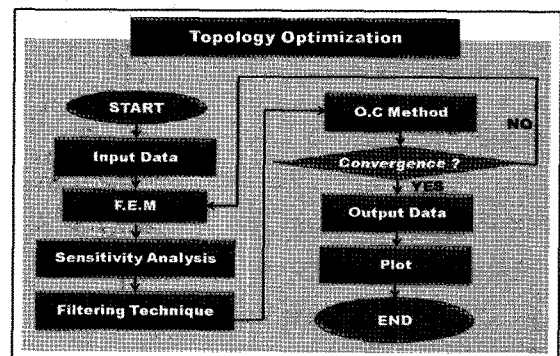 Topology Optimization
START
Input Data
F.E.M
Sensitivity Analysis
Filtering Technique
O.C Method
Convergence ?
NO
YES
Output Data
Plot
END